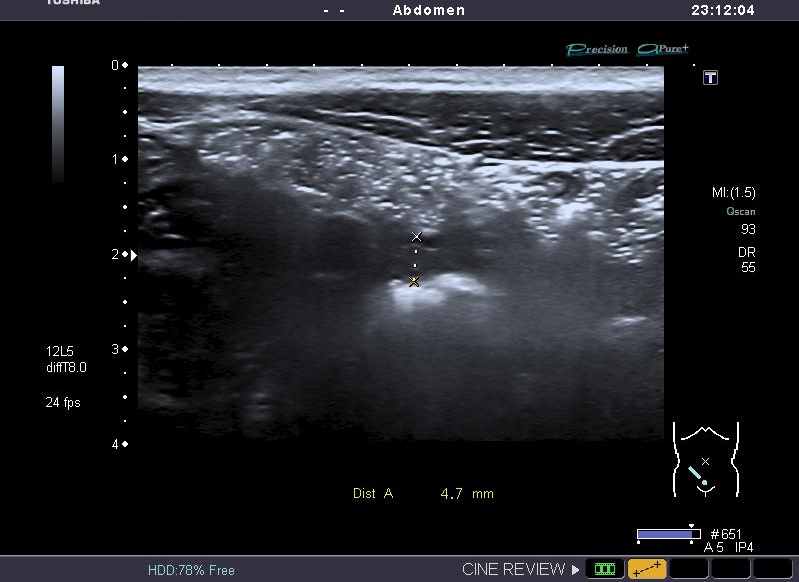 TOSHIBA
- - Abdomen 23:12:04
Precision APure+
T
0
1
2
3
4
MI:(1.5)
Qscan
93
DR
55
12L5
diffT8.0
24 fps
Dist A 4.7 mm
#651
A 5 IP4
HDD:78% Free
CINE REVIEW